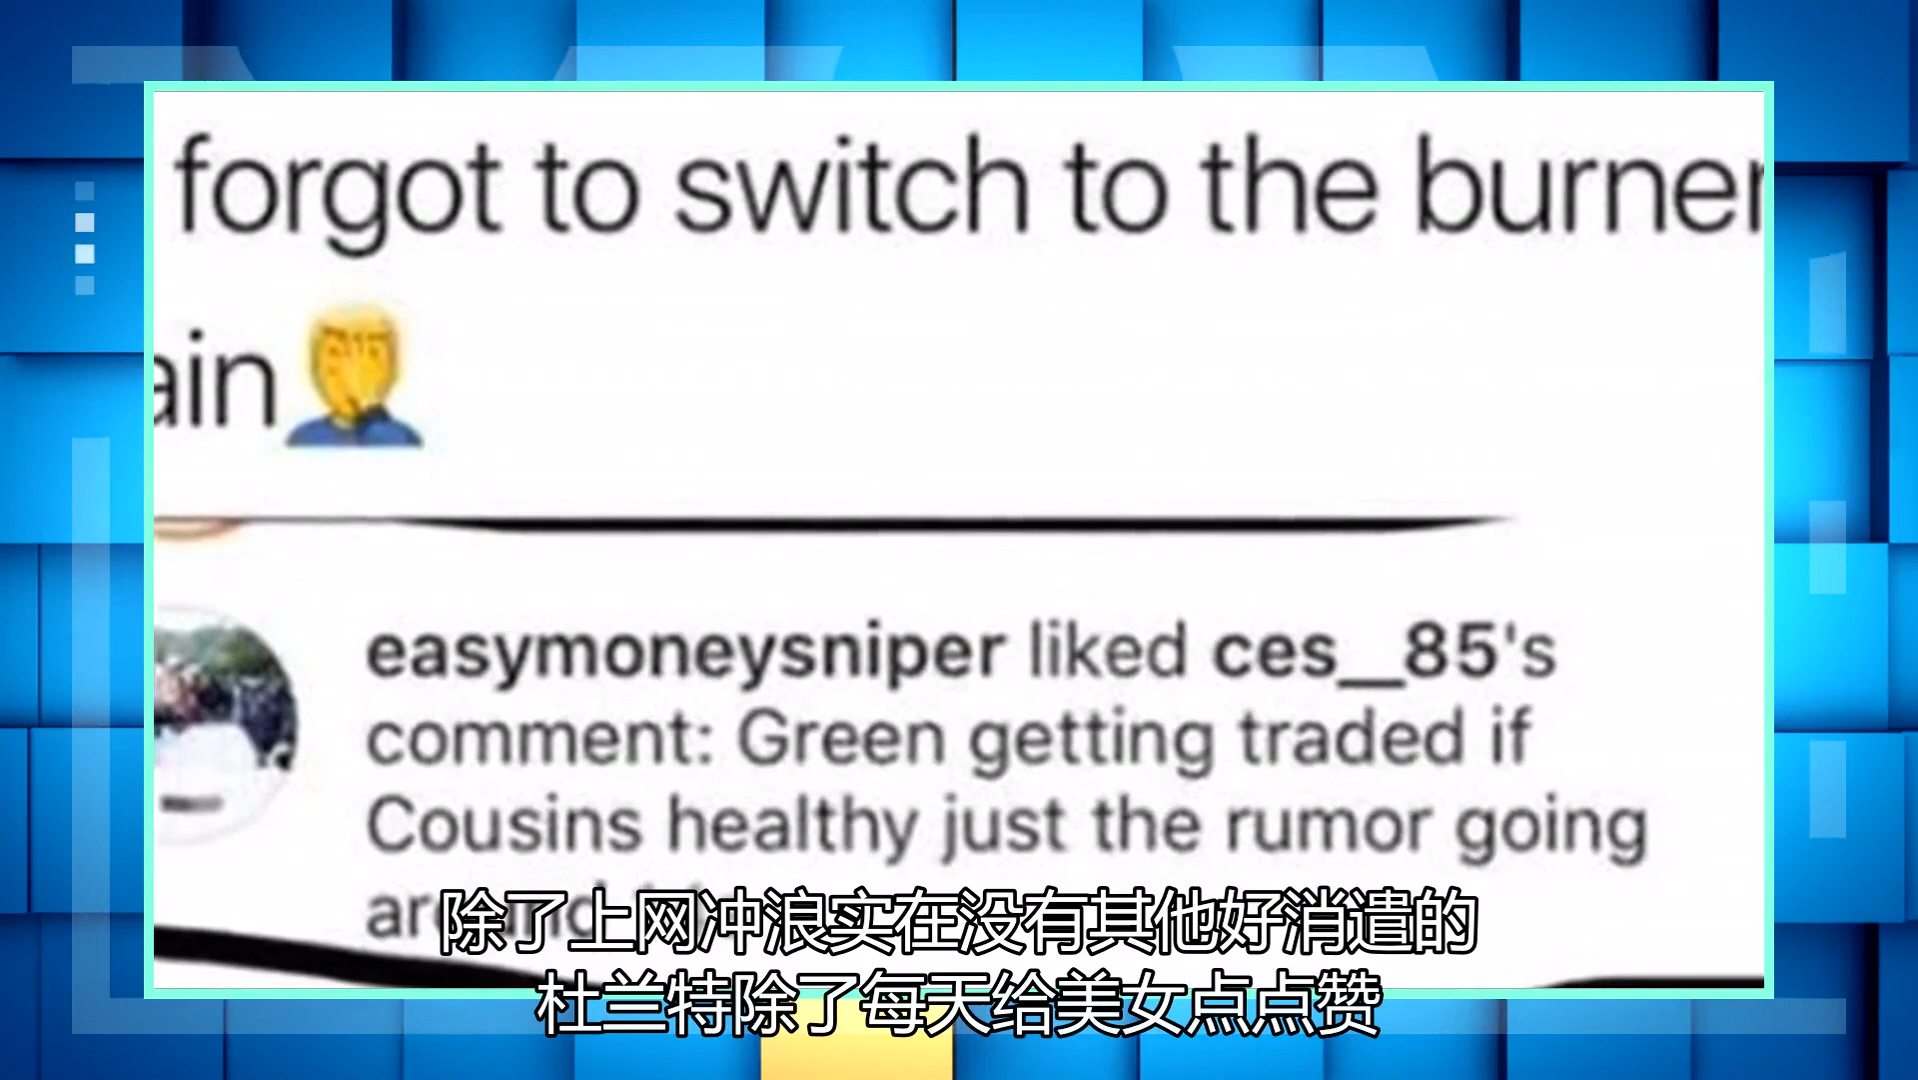 forgot to switch to the burner
ain
easymoneysniper liked ces__85's
comment: Green getting traded if
Cousins healthy just the rumor going
除了上网冲浪实在没有其他好消遣的
杜兰特除了每天给美女点点赞